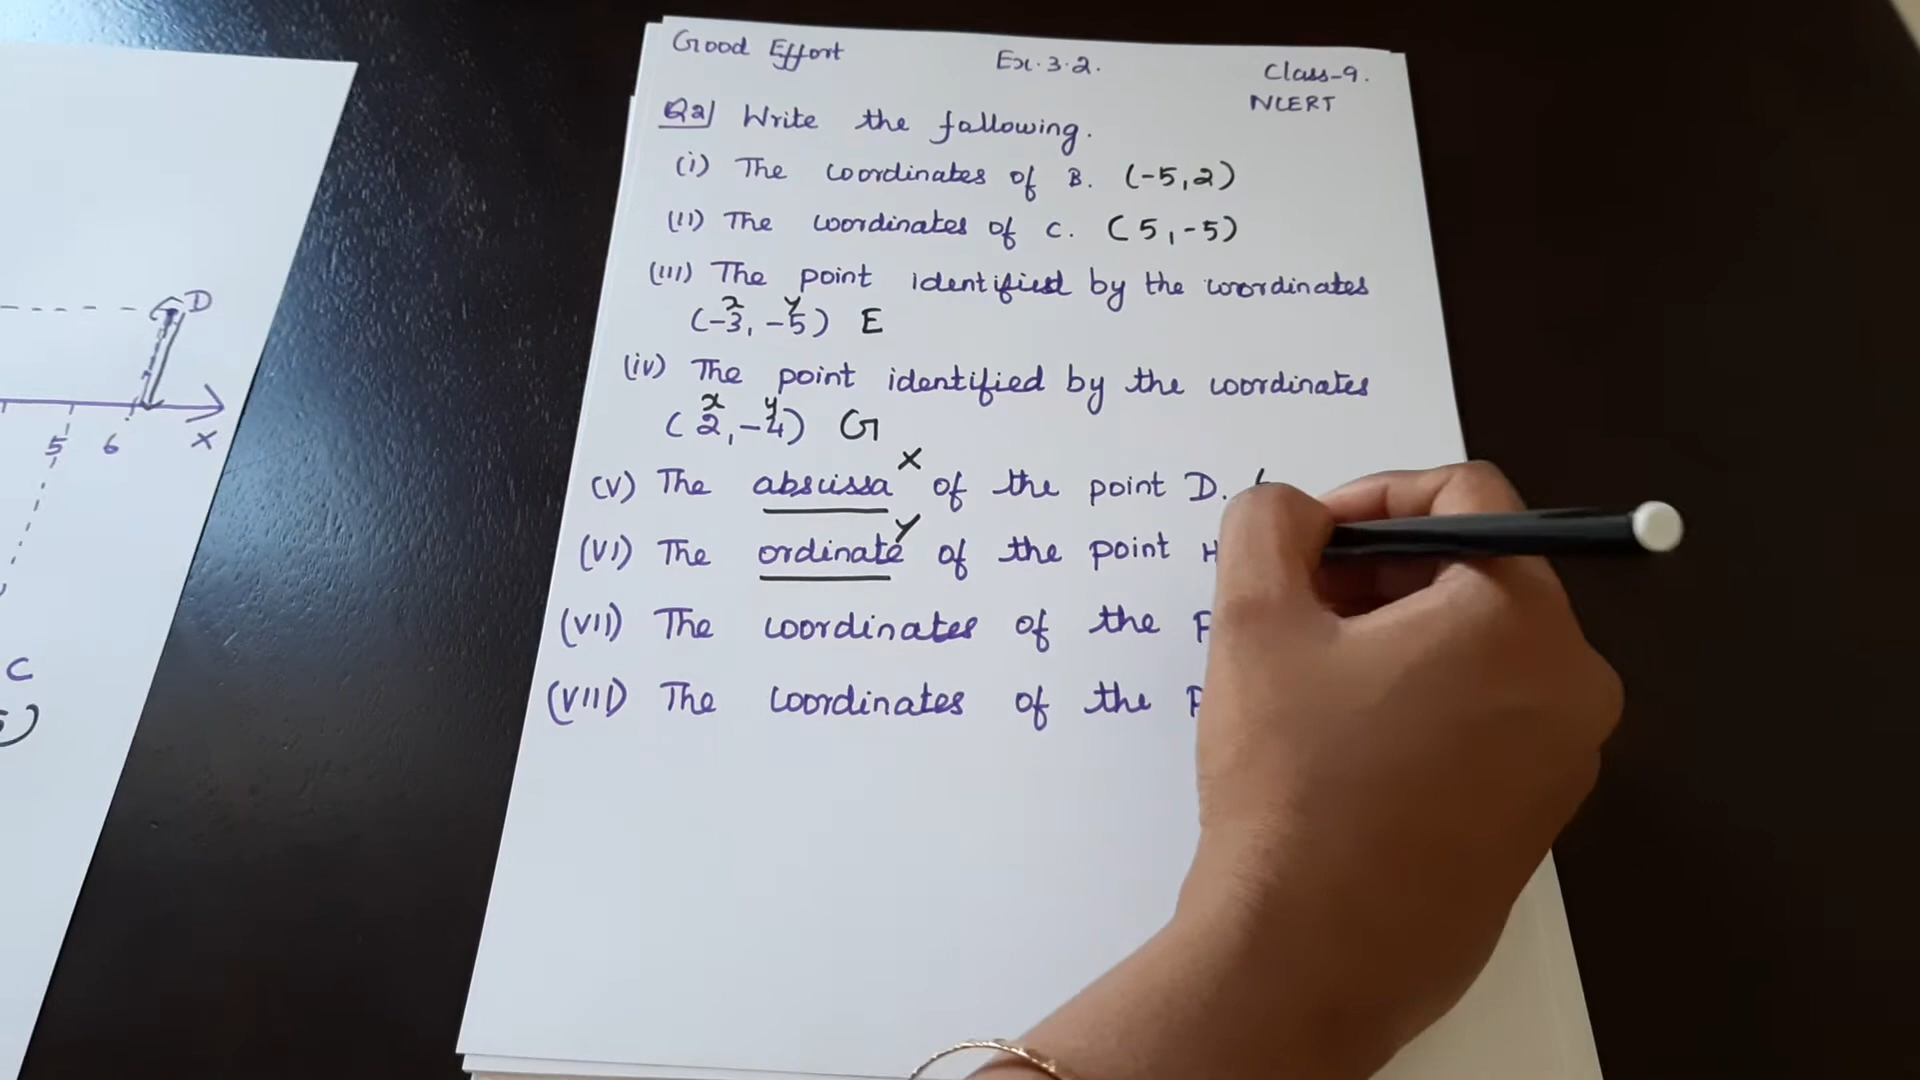 Good Effort
Ex.3.2.
Class-9.
NCERT
Q2) Write the following.
(i) The coordinates of B. (-5,2)
(ii) The coordinates of C. (5,-5)
(iii) The point identified by the coordinates
x y
(-3, -5) E
(iv) The point identified by the coordinates
x y
(2,-4) G
x
(v) The abscissa of the point D.
y
(vi) The ordinate of the point H
(vii) The coordinates of the
(viii) The coordinates of the
D
5 6 X
C